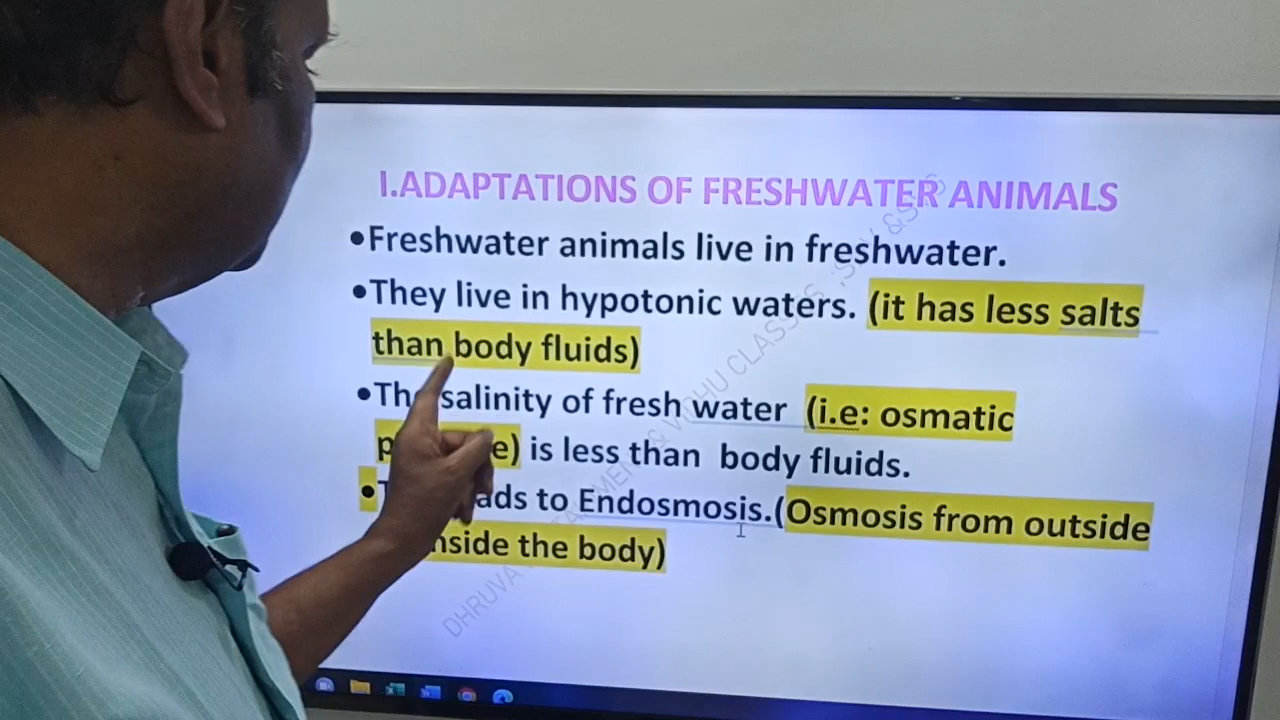 I.ADAPTATIONS OF FRESHWATER ANIMALS
•Freshwater animals live in freshwater.
•They live in hypotonic waters. (it has less salts
than body fluids)
•The salinity of fresh water (i.e: osmatic
is less than body fluids.
to Endosmosis.(Osmosis from outside
the body)